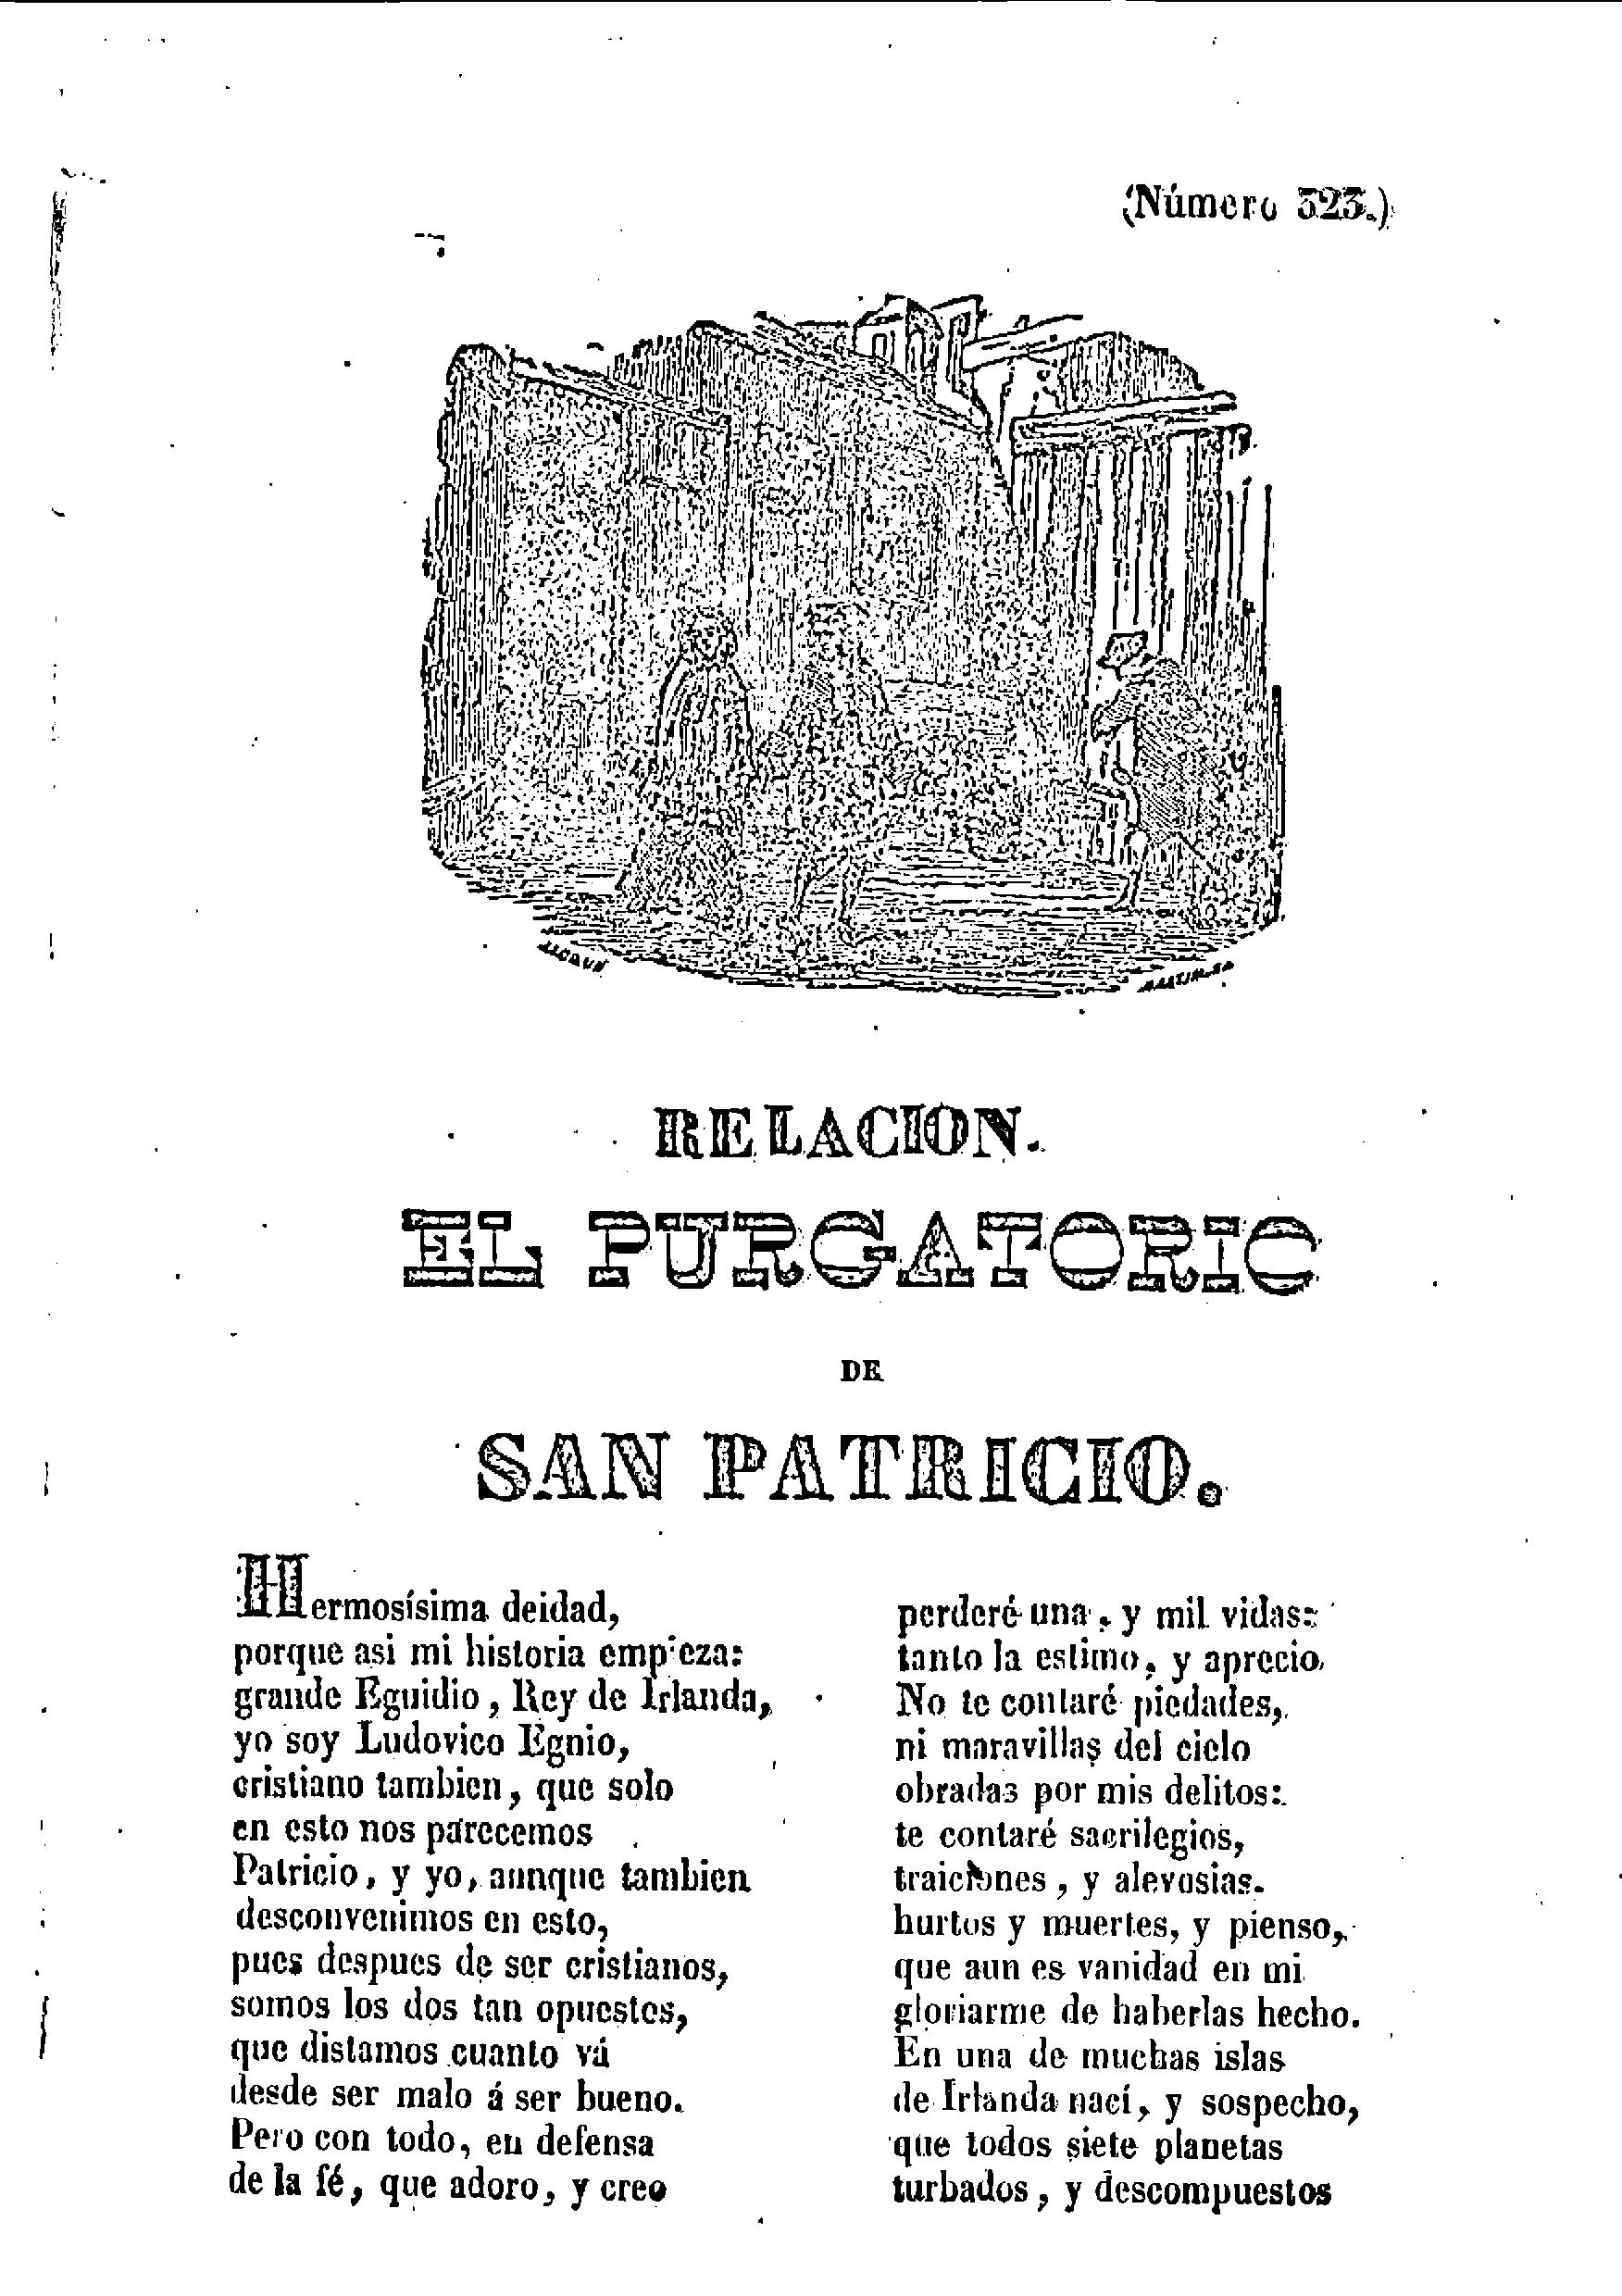 (Número 323.)
RELACION.
EL PURGATORIO
DE
SAN PATRICIO.
Hermosísima deidad,
porque asi mi historia empieza:
grande Eguidio, Rey de Irlanda,
yo soy Ludovico Egnio,
cristiano tambien, que solo
en esto nos parecemos
Patricio, y yo, aunque tambien
desconvenimos en esto,
pues despues de ser cristianos,
somos los dos tan opuestos,
que distamos cuanto vá
desde ser malo á ser bueno.
Pero con todo, en defensa
de la fé, que adoro, y creo
perderé una, y mil vidas:
tanto la estimo, y aprecio.
No te contaré piedades,
ni maravillas del cielo
obradas por mis delitos:
te contaré sacrilegios,
traiciones, y alevosias.
hurtos y muertes, y pienso,
que aun es vanidad en mi
gloriarme de haberlas hecho.
En una de muchas islas
de Irlanda nací, y sospecho,
que todos siete planetas
turbados, y descompuestos